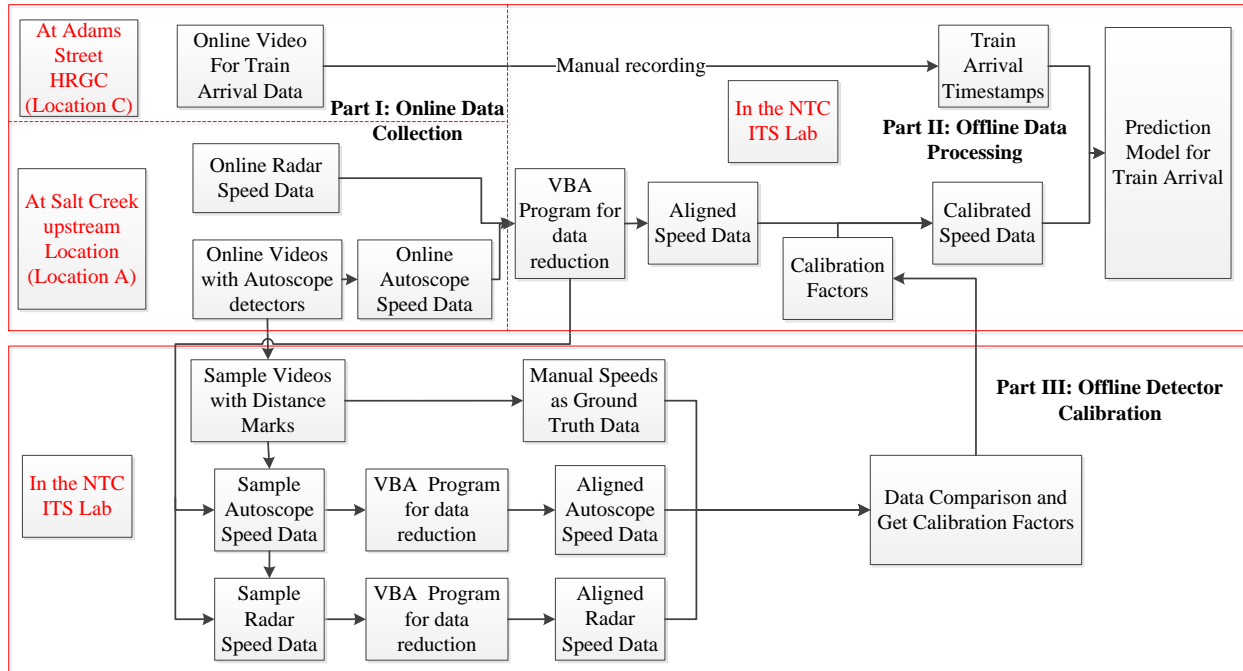 At Adams
Street
HRGC
(Location C)
Online Video
For Train
Arrival Data
Manual recording
Train
Arrival
Timestamps
Part I: Online Data
Collection
In the NTC
ITS Lab
Part II: Offline Data
Processing
Prediction
Model for
Train Arrival
At Salt Creek
upstream
Location
(Location A)
Online Radar
Speed Data
Online Videos
with Autoscope
detectors
Online
Autoscope
Speed Data
VBA
Program for
data
reduction
Aligned
Speed Data
Calibration
Factors
Calibrated
Speed Data
Sample Videos
with Distance
Marks
Manual Speeds
as Ground
Truth Data
Part III: Offline Detector
Calibration
In the NTC
ITS Lab
Sample
Autoscope
Speed Data
VBA Program
for data
reduction
Aligned
Autoscope
Speed Data
Data Comparison and
Get Calibration Factors
Sample
Radar
Speed Data
VBA Program
for data
reduction
Aligned
Radar
Speed Data